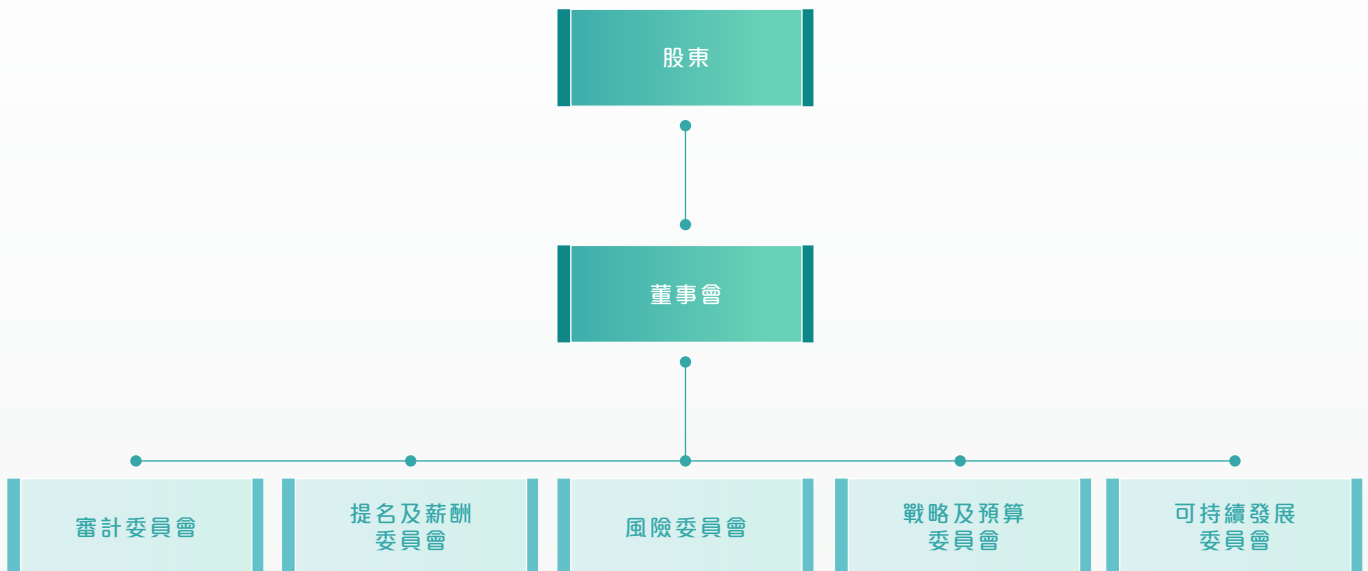 股東
董事會
審計委員會
提名及薪酬
委員會
風險委員會
戰略及預算
委員會
可持續發展
委員會